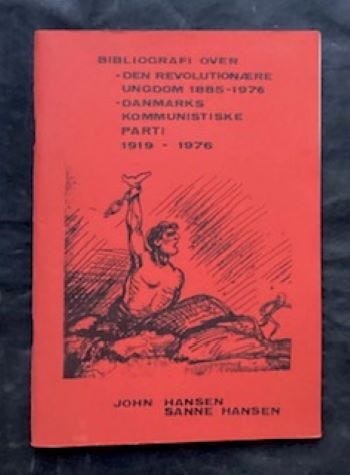 BIBLIOGRAFI OVER
-DEN REVOLUTIONÆRE
UNGDOM 1885-1976
-DANMARKS
KOMMUNISTISKE
PARTI
1919 - 1976
JOHN HANSEN
SANNE HANSEN